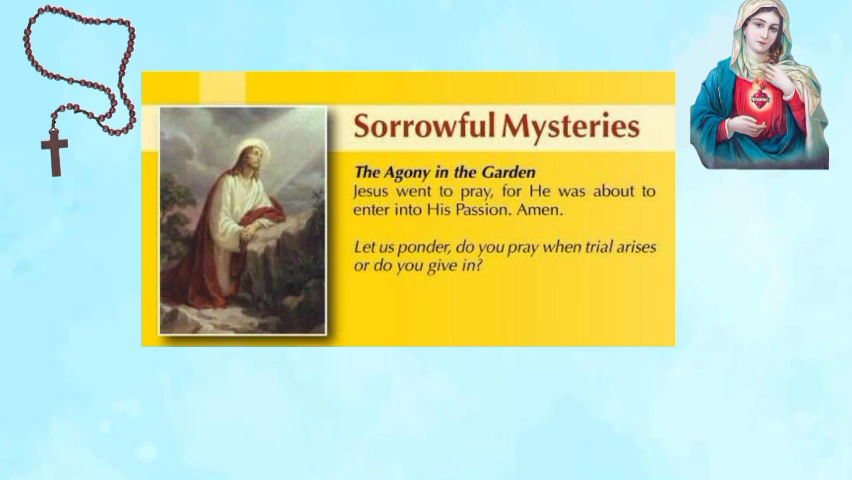 Sorrowful Mysteries
The Agony in the Garden
Jesus went to pray, for He was about to
enter into His Passion. Amen.
Let us ponder, do you pray when trial arises
or do you give in?